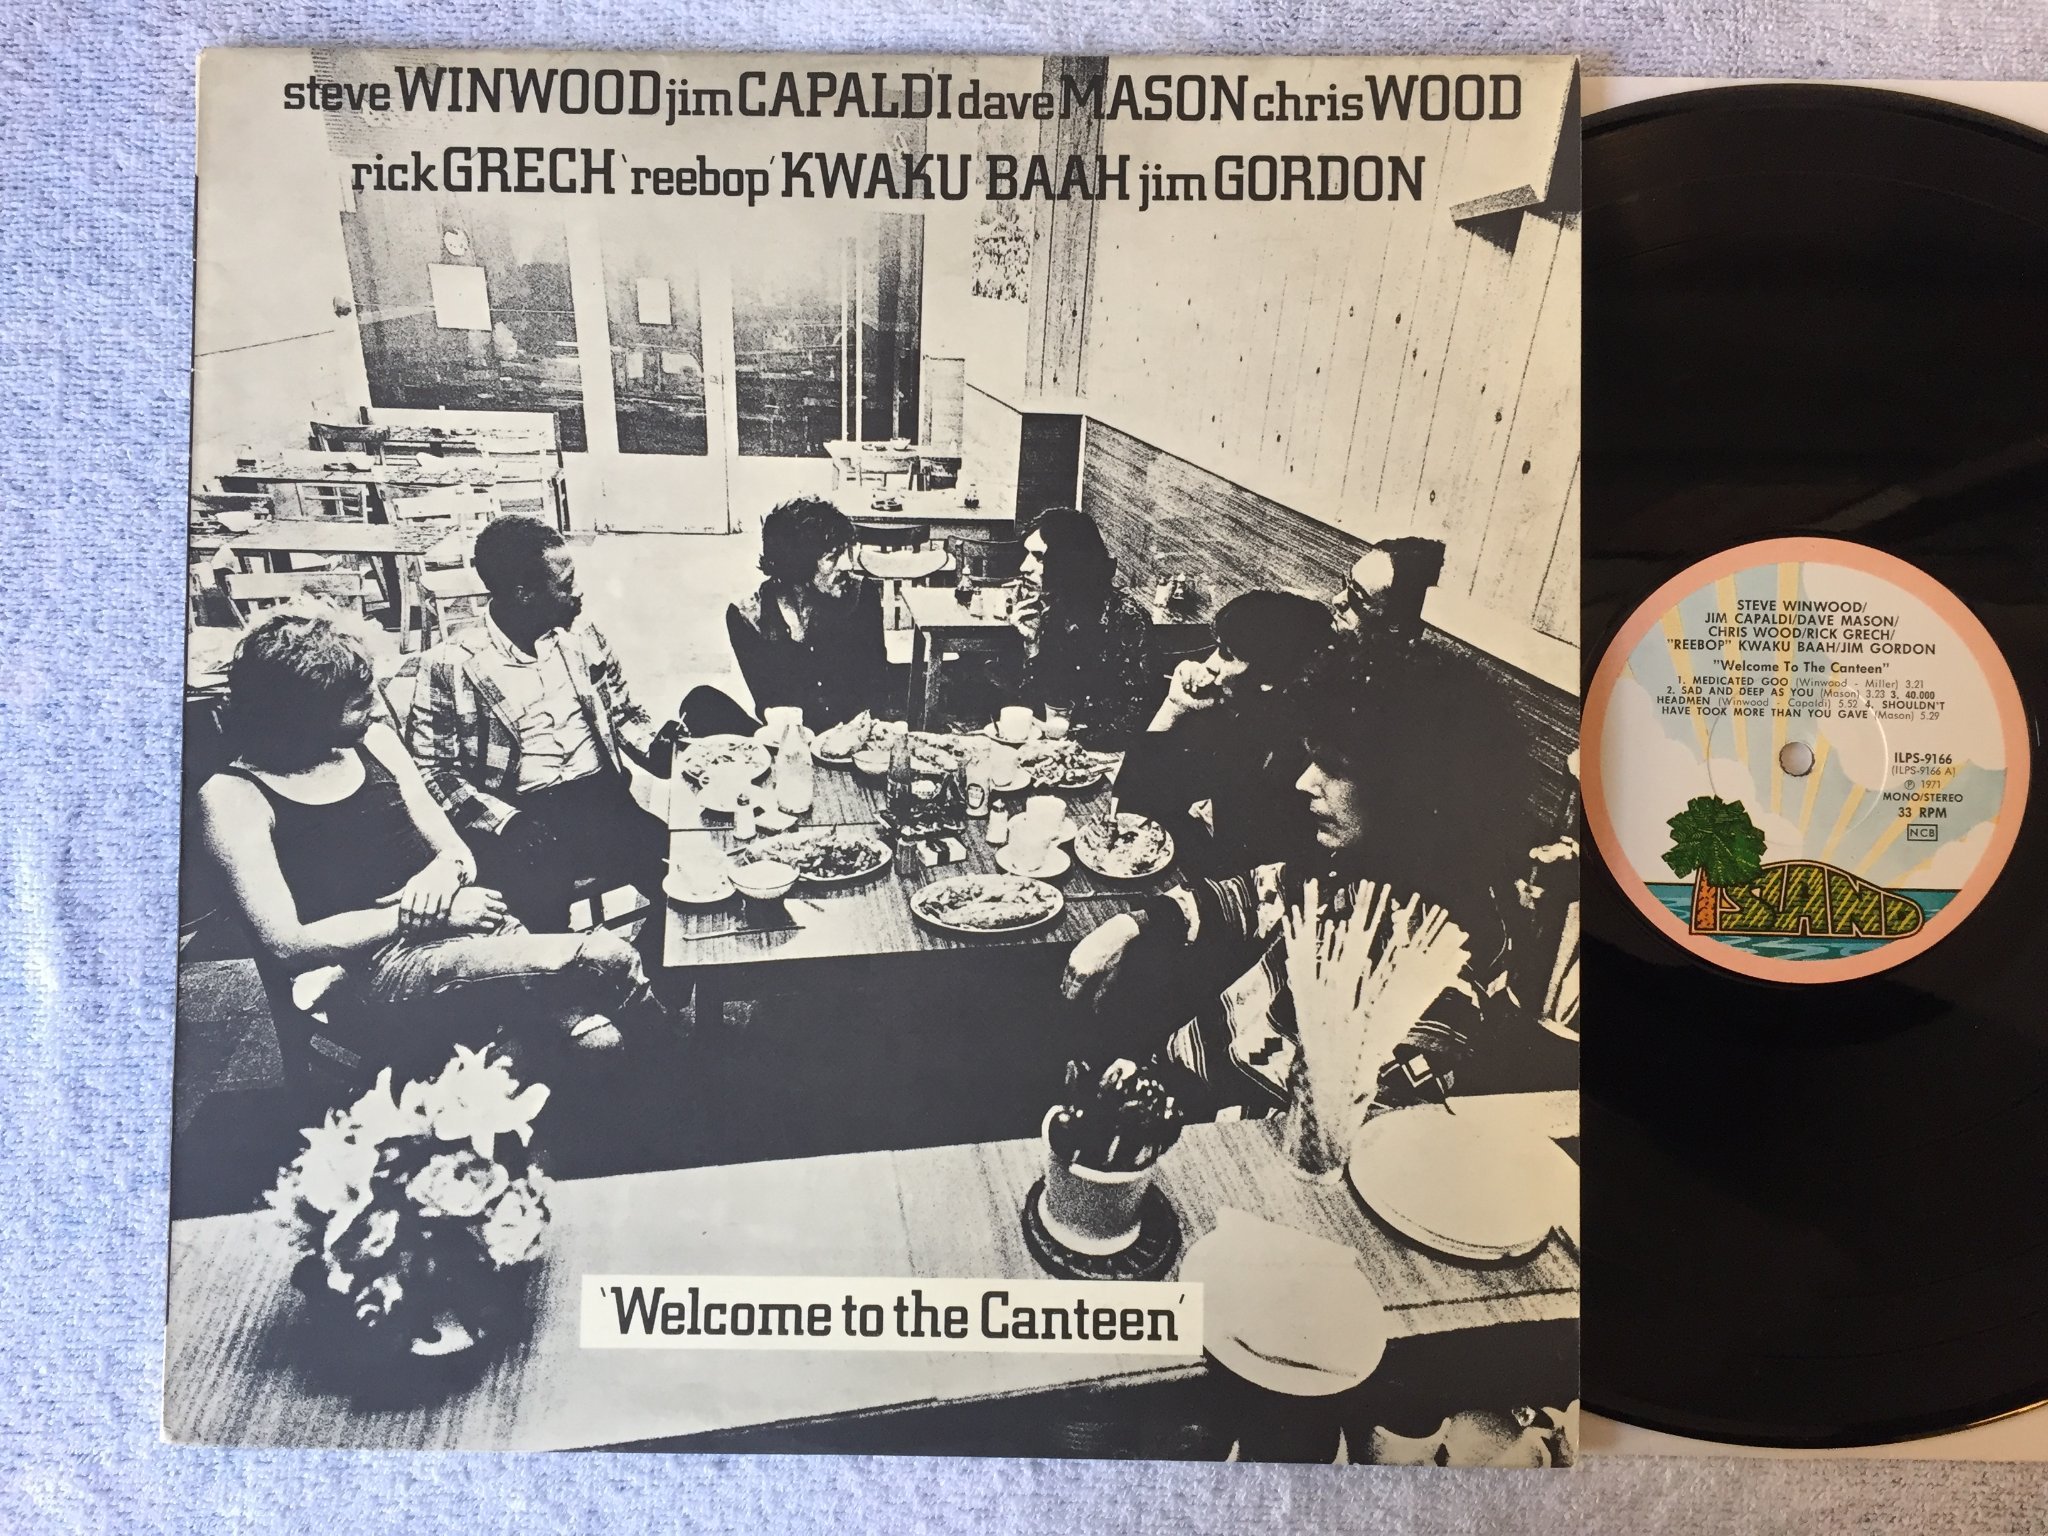 steve WINWOOD jim CAPALDI dave MASON chris WOOD
rick GRECH 'reebop' KWAKU BAAH jim GORDON
'Welcome to the Canteen'
STEVE WINWOOD/
JIM CAPALDI/DAVE MASON/
CHRIS WOOD/RICK GRECH/
"REEBOP" KWAKU BAAH/JIM GORDON
"Welcome To The Canteen"
1. MEDICATED GOO (Winwood - Miller) 3.21
2. SAD AND DEEP AS YOU (Mason) 3.23 3. 40.000
HEADMEN (Winwood - Capaldi) 5.52 4. SHOULDN'T
HAVE TOOK MORE THAN YOU GAVE (Mason) 5.29
ILPS-9166
(ILPS-9166 A)
℗ 1971
MONO/STEREO
33 RPM
NCB
ISLAND